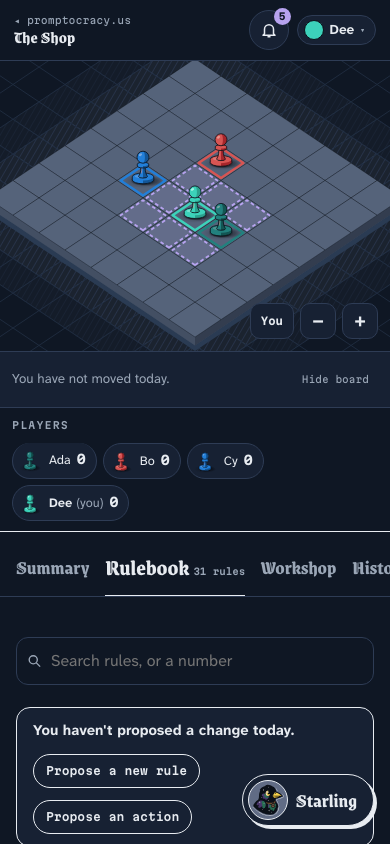 ◂ promptocracy.us
The Shop
5
Dee ▾
You
−
+
You have not moved today.
Hide board
PLAYERS
Ada 0
Bo 0
Cy 0
Dee (you) 0
Summary
Rulebook 31 rules
Workshop
Histo
Search rules, or a number
You haven't proposed a change today.
Propose a new rule
Propose an action
Starling